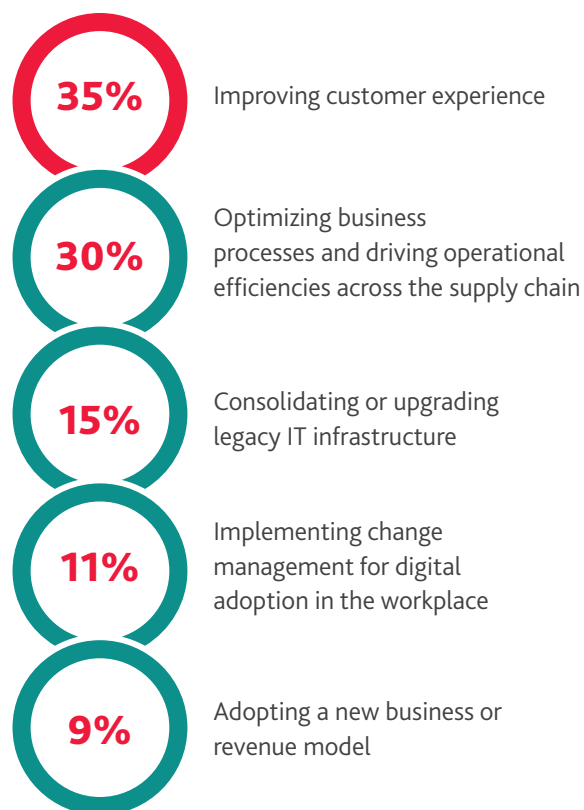 35%
Improving customer experience
30%
Optimizing business
processes and driving operational
efficiencies across the supply chain
15%
Consolidating or upgrading
legacy IT infrastructure
11%
Implementing change
management for digital
adoption in the workplace
9%
Adopting a new business or
revenue model